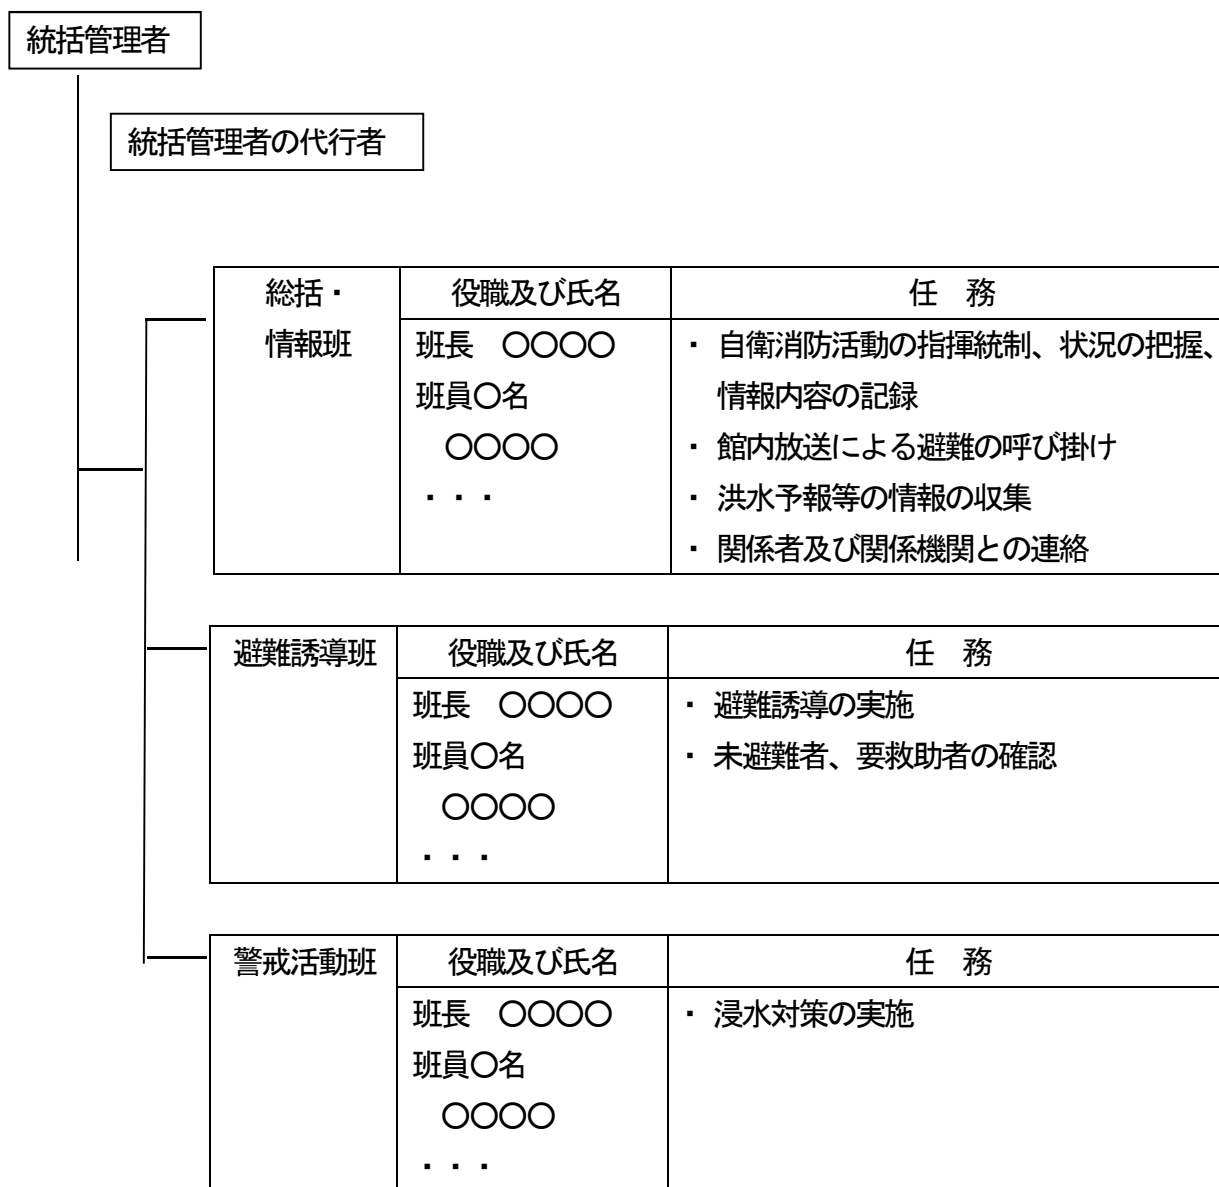 統括管理者
統括管理者の代行者
総括・ 役職及び氏名 任　務
情報班 班長　〇〇〇〇 ・ 自衛消防活動の指揮統制、状況の把握、
班員〇名 情報内容の記録
〇〇〇〇 ・ 館内放送による避難の呼び掛け
・・・ ・ 洪水予報等の情報の収集
・ 関係者及び関係機関との連絡
避難誘導班 役職及び氏名 任　務
班長　〇〇〇〇 ・ 避難誘導の実施
班員〇名 ・ 未避難者、要救助者の確認
〇〇〇〇
・・・
警戒活動班 役職及び氏名 任　務
班長　〇〇〇〇 ・ 浸水対策の実施
班員〇名
〇〇〇〇
・・・